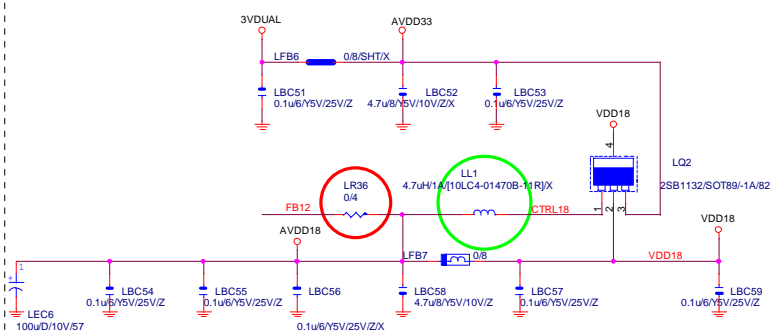 3VDUAL
AVDD33
LFB6
0/8/SHT/X
LBC51
0.1u/6/Y5V/25V/Z
LBC52
4.7u/8/Y5V/10V/Z/X
LBC53
0.1u/6/Y5V/25V/Z
VDD18
4
LQ2
2SB1132/SOT89/-1A/82
1
2
3
LR36
0/4
FB12
LL1
4.7uH/1A/[10LC4-01470B-11R]/X
CTRL18
AVDD18
LFB7
0/8
VDD18
VDD18
1
+
LEC6
100u/D/10V/57
LBC54
0.1u/6/Y5V/25V/Z
LBC55
0.1u/6/Y5V/25V/Z
LBC56
0.1u/6/Y5V/25V/Z/X
LBC58
4.7u/8/Y5V/10V/Z
LBC57
0.1u/6/Y5V/25V/Z
LBC59
0.1u/6/Y5V/25V/Z